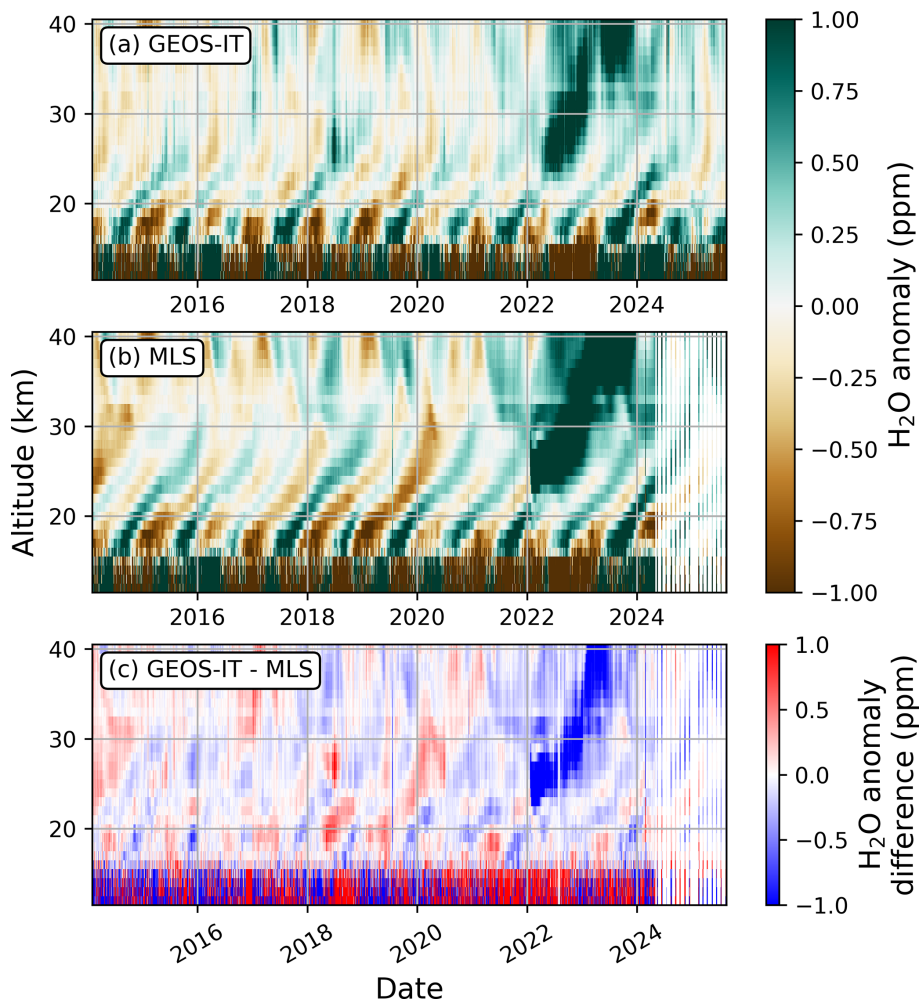 (a) GEOS-IT
40
30
20
2016 2018 2020 2022 2024
(b) MLS
40
30
20
2016 2018 2020 2022 2024
Altitude (km)
1.00
0.75
0.50
0.25
0.00
−0.25
−0.50
−0.75
−1.00
H₂O anomaly (ppm)
(c) GEOS-IT - MLS
40
30
20
2016 2018 2020 2022 2024
Date
1.0
0.5
0.0
−0.5
−1.0
H₂O anomaly
difference (ppm)